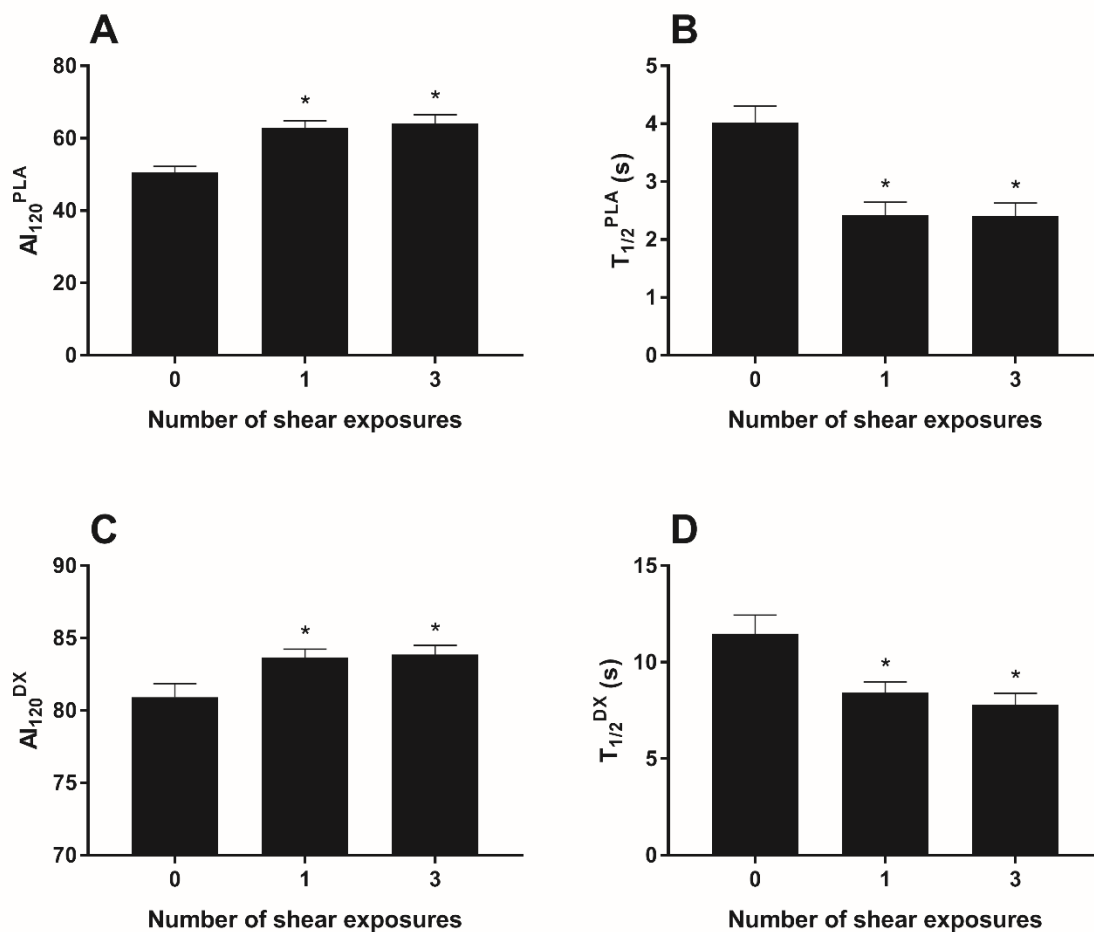 A
AI120PLA
80
60
40
20
0
*
*
0 1 3
Number of shear exposures
B
T1/2PLA (s)
5
4
3
2
1
0
*
*
0 1 3
Number of shear exposures
C
AI120DX
90
85
80
75
70
*
*
0 1 3
Number of shear exposures
D
T1/2DX (s)
15
10
5
0
*
*
0 1 3
Number of shear exposures